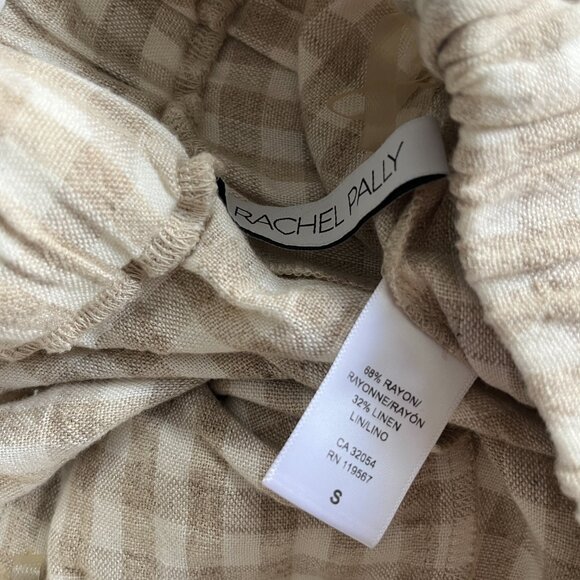 RACHEL PALLY
68% RAYON/
RAYONNE/RAYÓN
32% LINEN
LIN/LINO
CA 32054
RN 119567
S